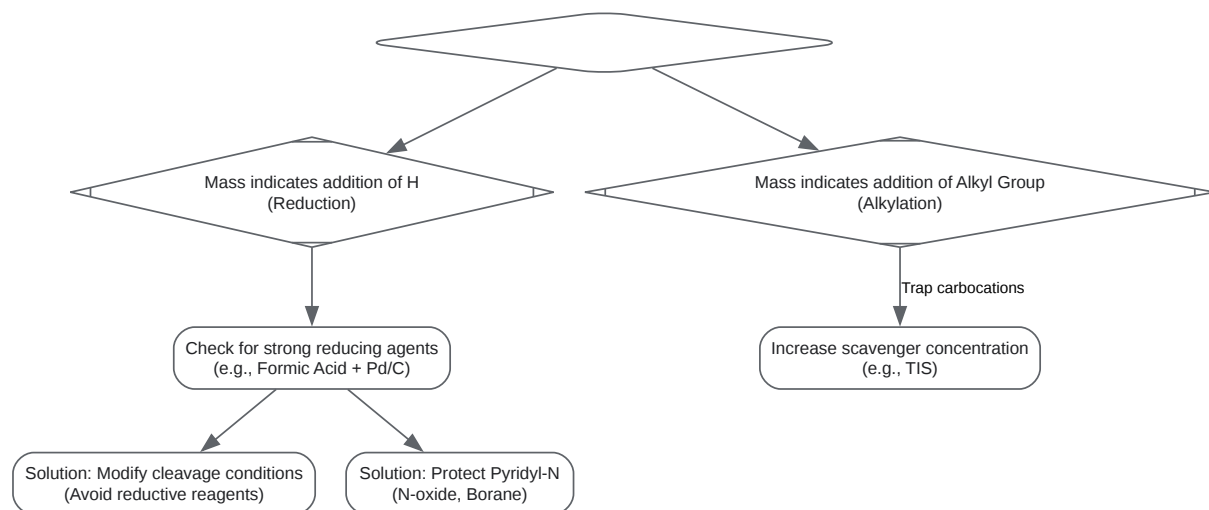 Mass indicates addition of H
(Reduction)
Mass indicates addition of Alkyl Group
(Alkylation)
Trap carbocations
Check for strong reducing agents
(e.g., Formic Acid + Pd/C)
Increase scavenger concentration
(e.g., TIS)
Solution: Modify cleavage conditions
(Avoid reductive reagents)
Solution: Protect Pyridyl-N
(N-oxide, Borane)